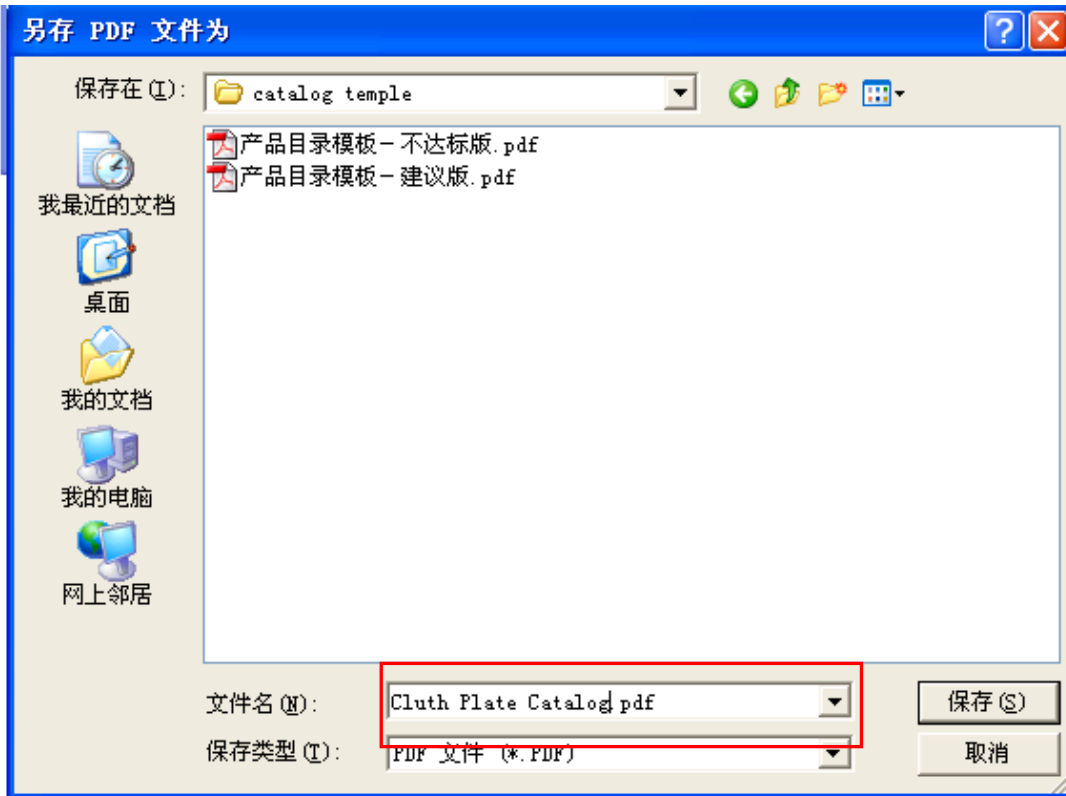 另存 PDF 文件为
保存在(I):
catalog temple
产品目录模板－不达标版.pdf
产品目录模板－建议版.pdf
我最近的文档
桌面
我的文档
我的电脑
网上邻居
文件名(N):
Cluth Plate Catalog.pdf
保存(S)
保存类型(T):
PDF 文件 (*.PDF)
取消